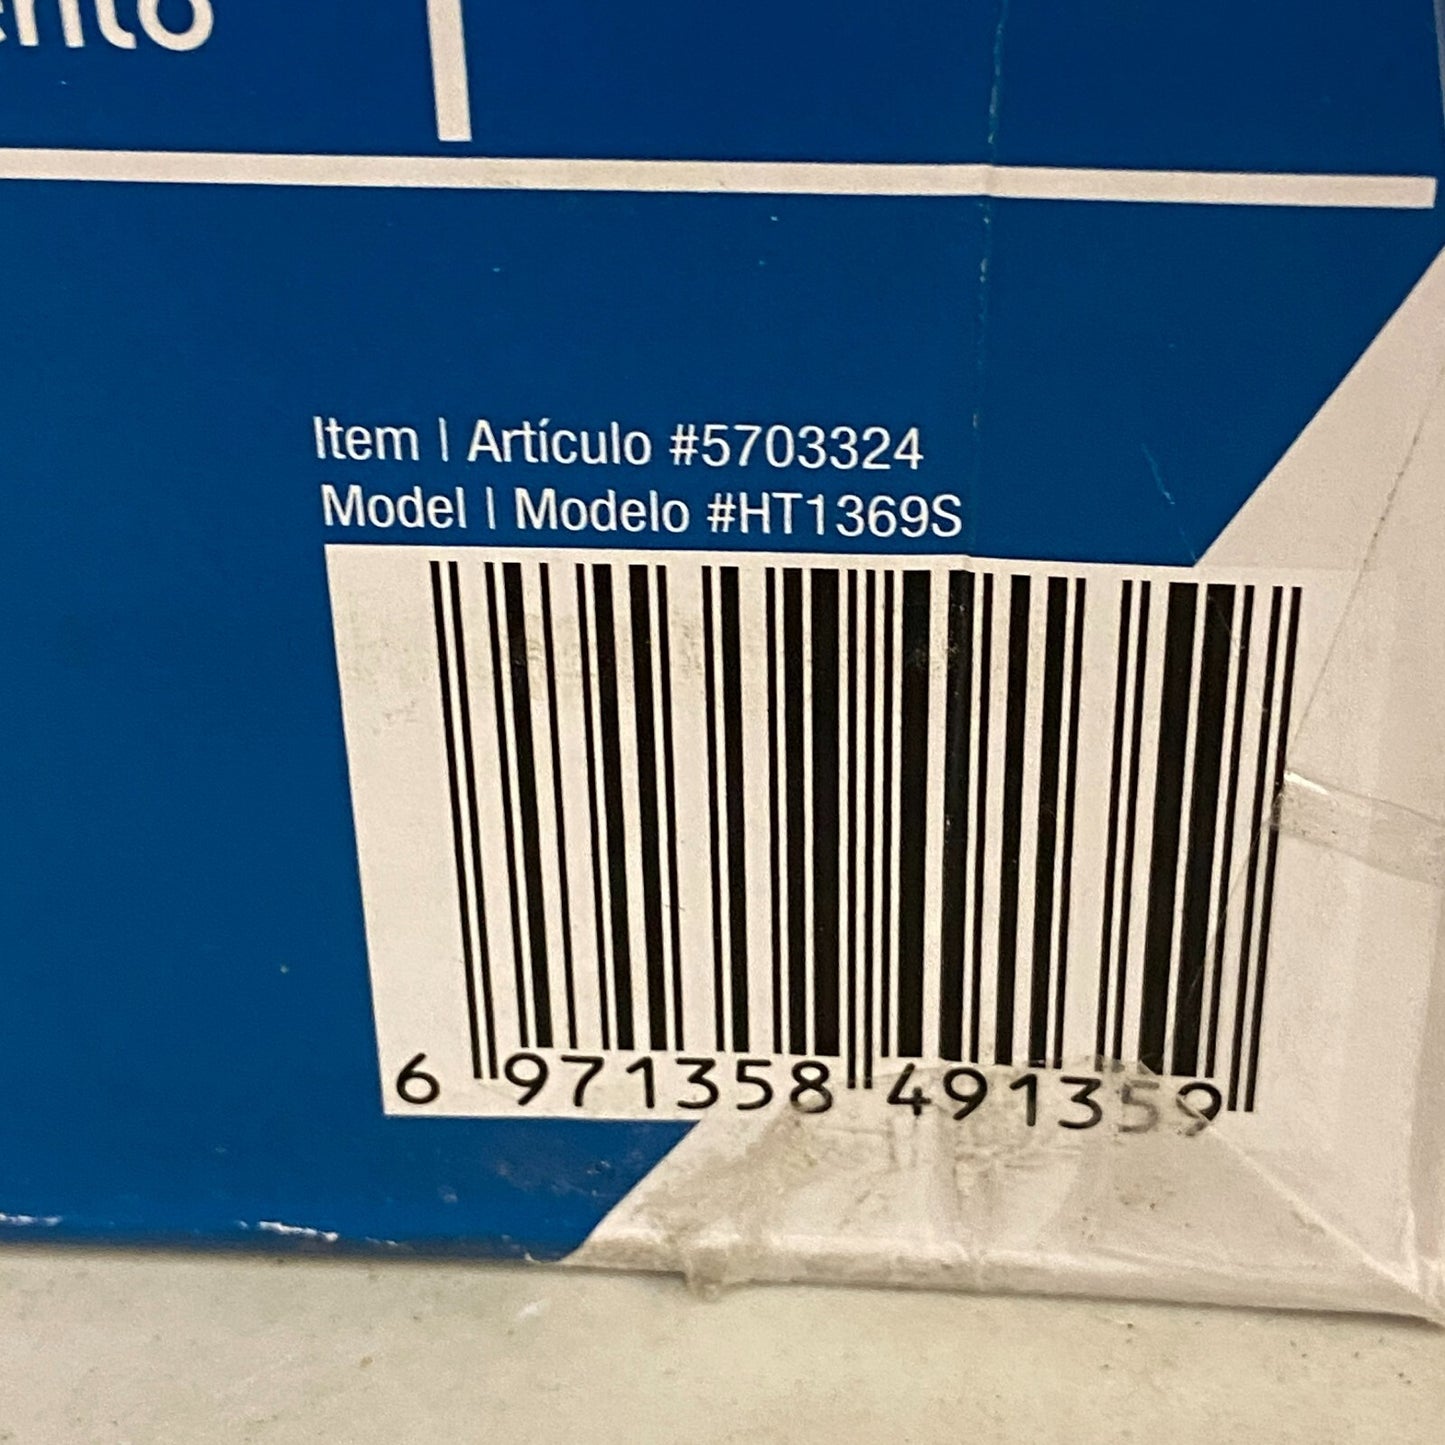 Item | Artículo #5703324
Model | Modelo #HT1369S
6 971358 491359